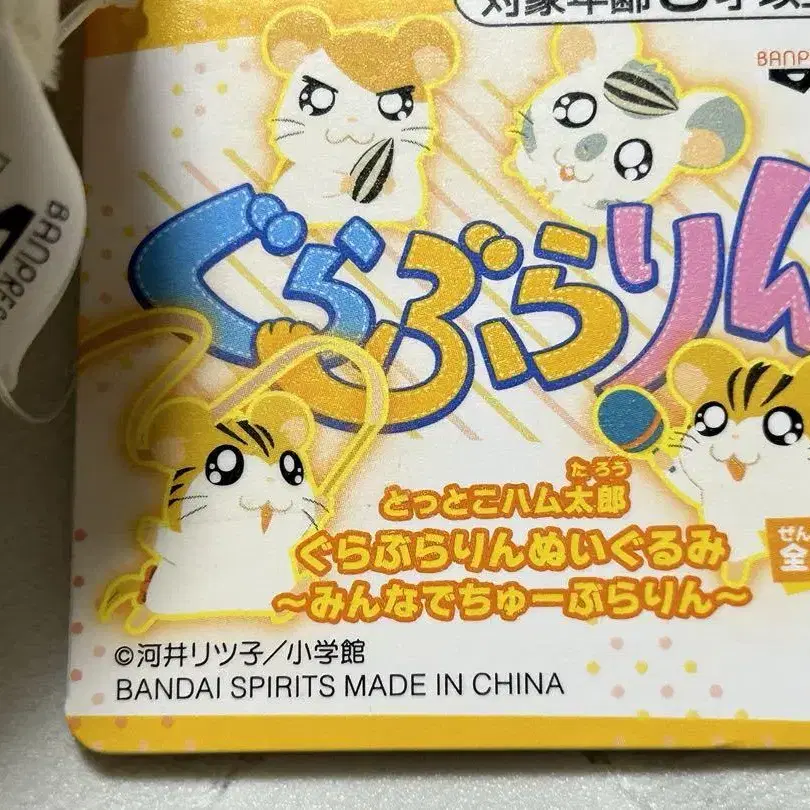 対象年齢
BANP
ぐらぶらりん
たろう
とっとこハム太郎
ぐらぶらりんぬいぐるみ
～みんなでちゅーぶらりん～
ぜん
全
©河井リツ子／小学館
BANDAI SPIRITS MADE IN CHINA
BANPRES